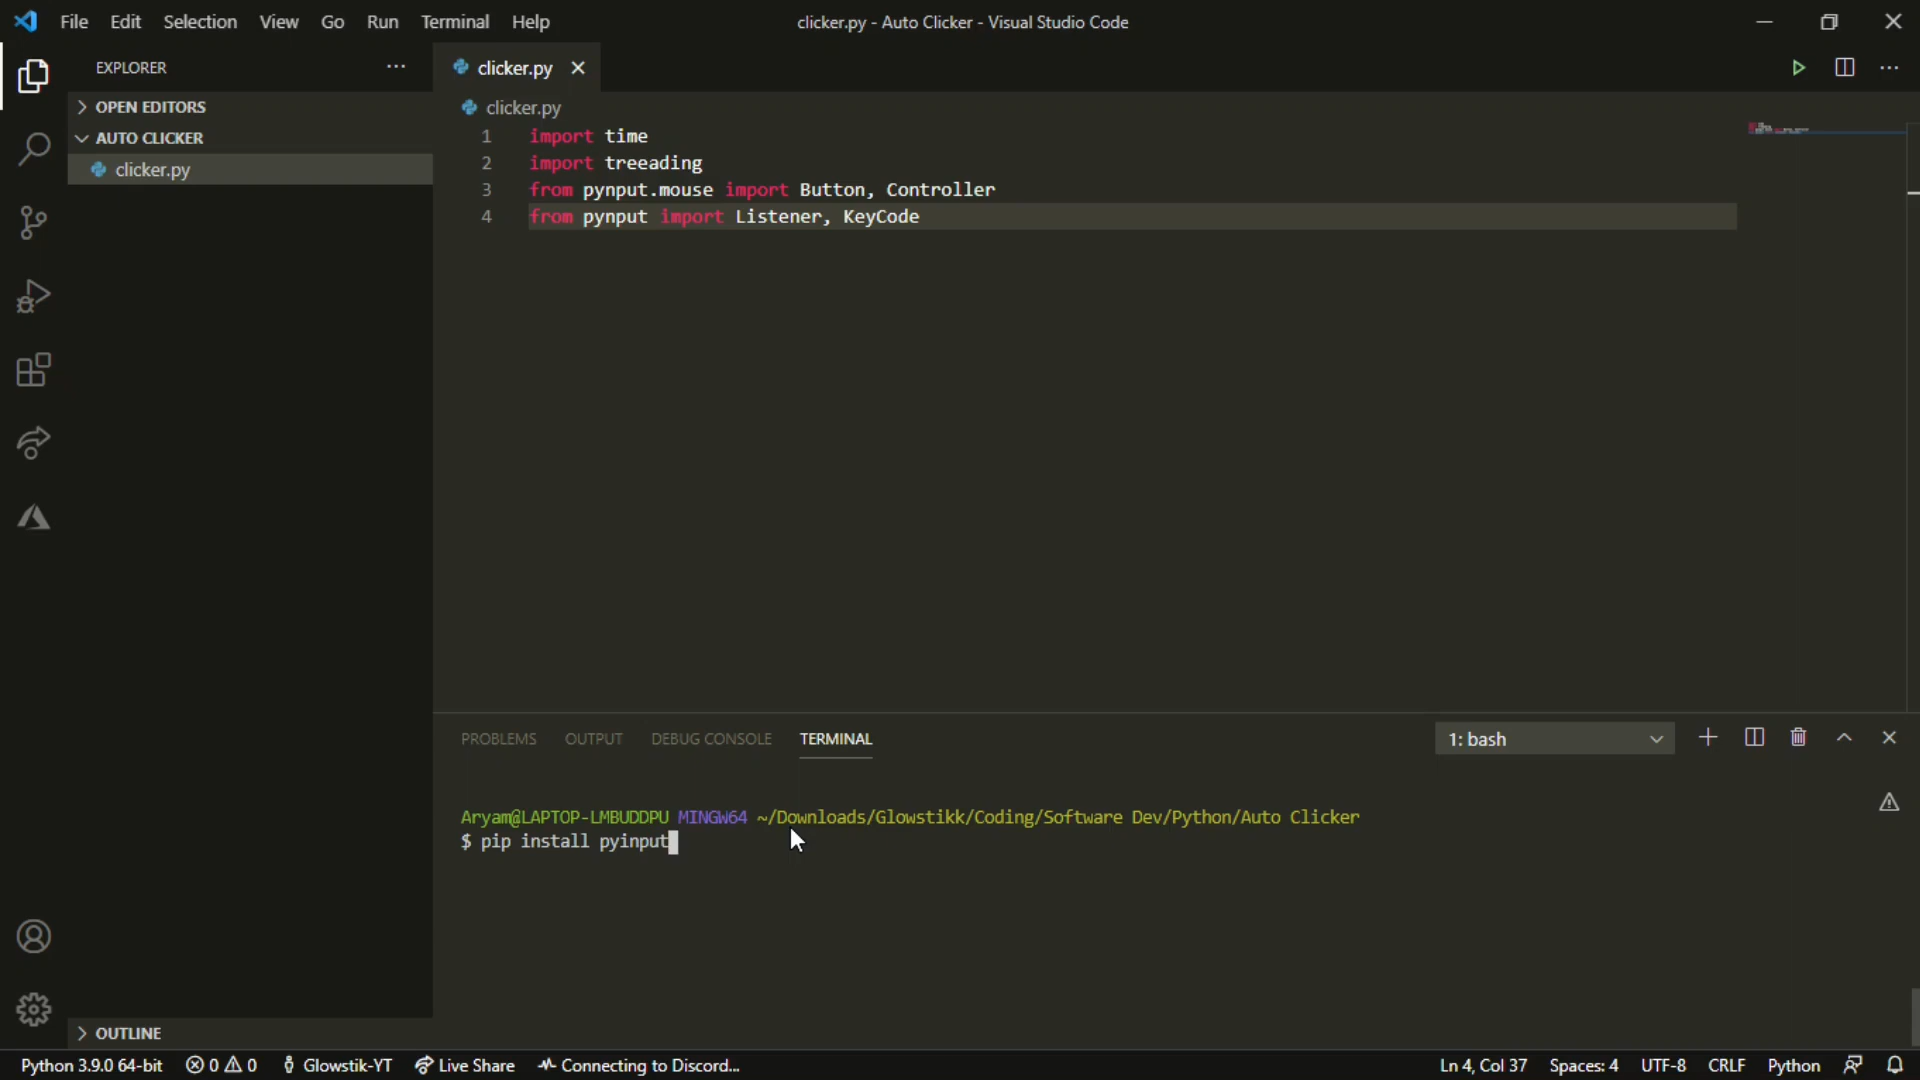 File Edit Selection View Go Run Terminal Help
clicker.py - Auto Clicker - Visual Studio Code
EXPLORER
OPEN EDITORS
AUTO CLICKER
clicker.py
clicker.py
clicker.py
1 import time
2 import treeading
3 from pynput.mouse import Button, Controller
4 from pynput import Listener, KeyCode
PROBLEMS OUTPUT DEBUG CONSOLE TERMINAL
1: bash
Aryam@LAPTOP-LMBUDDPU MINGW64 ~/Downloads/Glowstikk/Coding/Software Dev/Python/Auto Clicker
$ pip install pyinput
OUTLINE
Python 3.9.0 64-bit 0 0 Glowstik-YT Live Share Connecting to Discord... Ln 4, Col 37 Spaces: 4 UTF-8 CRLF Python